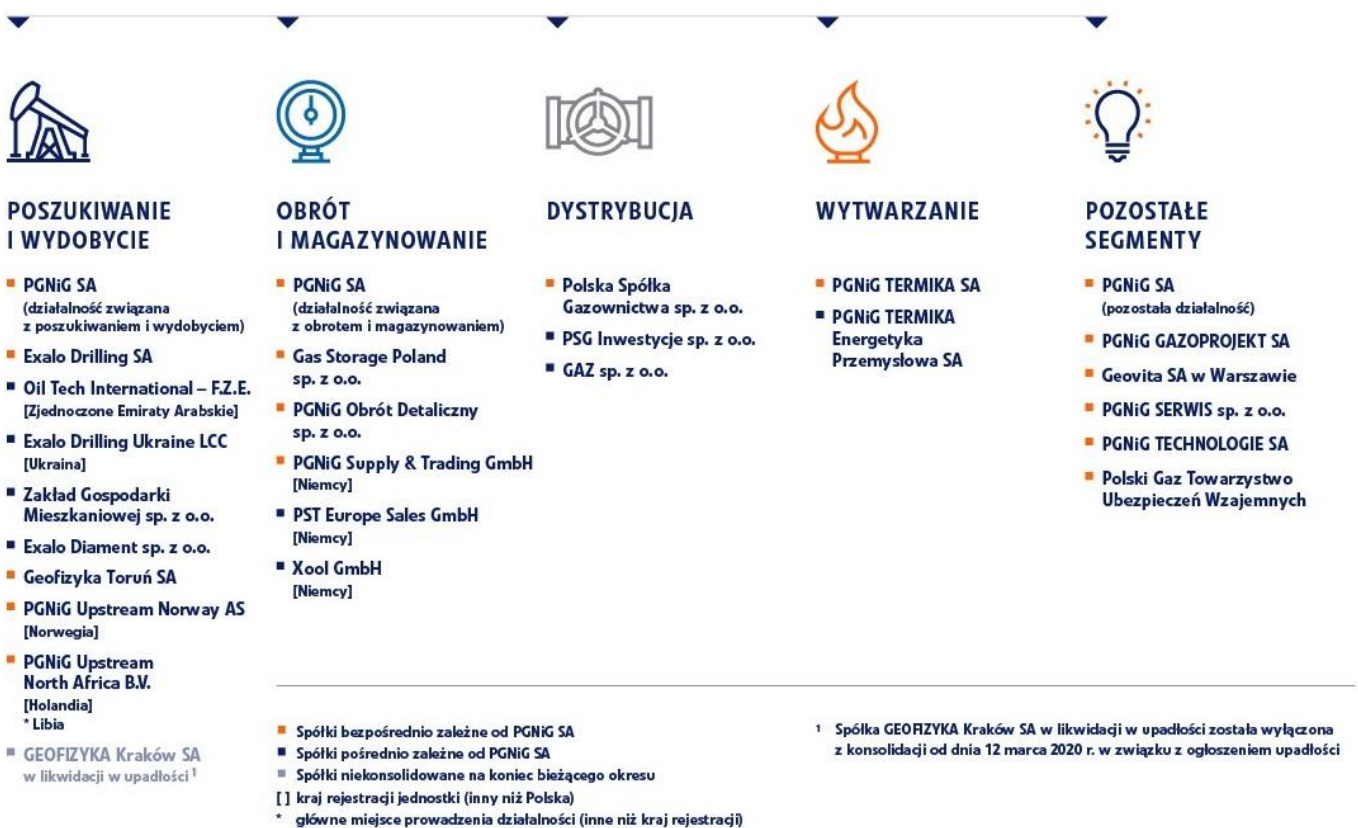 POSZUKIWANIE
I WYDOBYCIE
PGNiG SA
(działalność związana
z poszukiwaniem i wydobyciem)
Exalo Drilling SA
Oil Tech International – F.Z.E.
[Zjednoczone Emiraty Arabskie]
Exalo Drilling Ukraine LCC
[Ukraina]
Zakład Gospodarki
Mieszkaniowej sp. z o.o.
Exalo Diament sp. z o.o.
Geofizyka Toruń SA
PGNiG Upstream Norway AS
[Norwegia]
PGNiG Upstream
North Africa B.V.
[Holandia]
* Libia
GEOFIZYKA Kraków SA
w likwidacji w upadłości ¹
OBRÓT
I MAGAZYNOWANIE
PGNiG SA
(działalność związana
z obrotem i magazynowaniem)
Gas Storage Poland
sp. z o.o.
PGNiG Obrót Detaliczny
sp. z o.o.
PGNiG Supply & Trading GmbH
[Niemcy]
PST Europe Sales GmbH
[Niemcy]
Xool GmbH
[Niemcy]
DYSTRYBUCJA
Polska Spółka
Gazownictwa sp. z o.o.
PSG Inwestycje sp. z o.o.
GAZ sp. z o.o.
WYTWARZANIE
PGNiG TERMIKA SA
PGNiG TERMIKA
Energetyka
Przemysłowa SA
POZOSTAŁE
SEGMENTY
PGNiG SA
(pozostała działalność)
PGNiG GAZOPROJEKT SA
Geovita SA w Warszawie
PGNiG SERWIS sp. z o.o.
PGNiG TECHNOLOGIE SA
Polski Gaz Towarzystwo
Ubezpieczeń Wzajemnych
Spółki bezpośrednio zależne od PGNiG SA
Spółki pośrednio zależne od PGNiG SA
Spółki niekonsolidowane na koniec bieżącego okresu
[ ] kraj rejestracji jednostki (inny niż Polska)
* główne miejsce prowadzenia działalności (inne niż kraj rejestracji)
¹ Spółka GEOFIZYKA Kraków SA w likwidacji w upadłości została wyłączona
z konsolidacji od dnia 12 marca 2020 r. w związku z ogłoszeniem upadłości